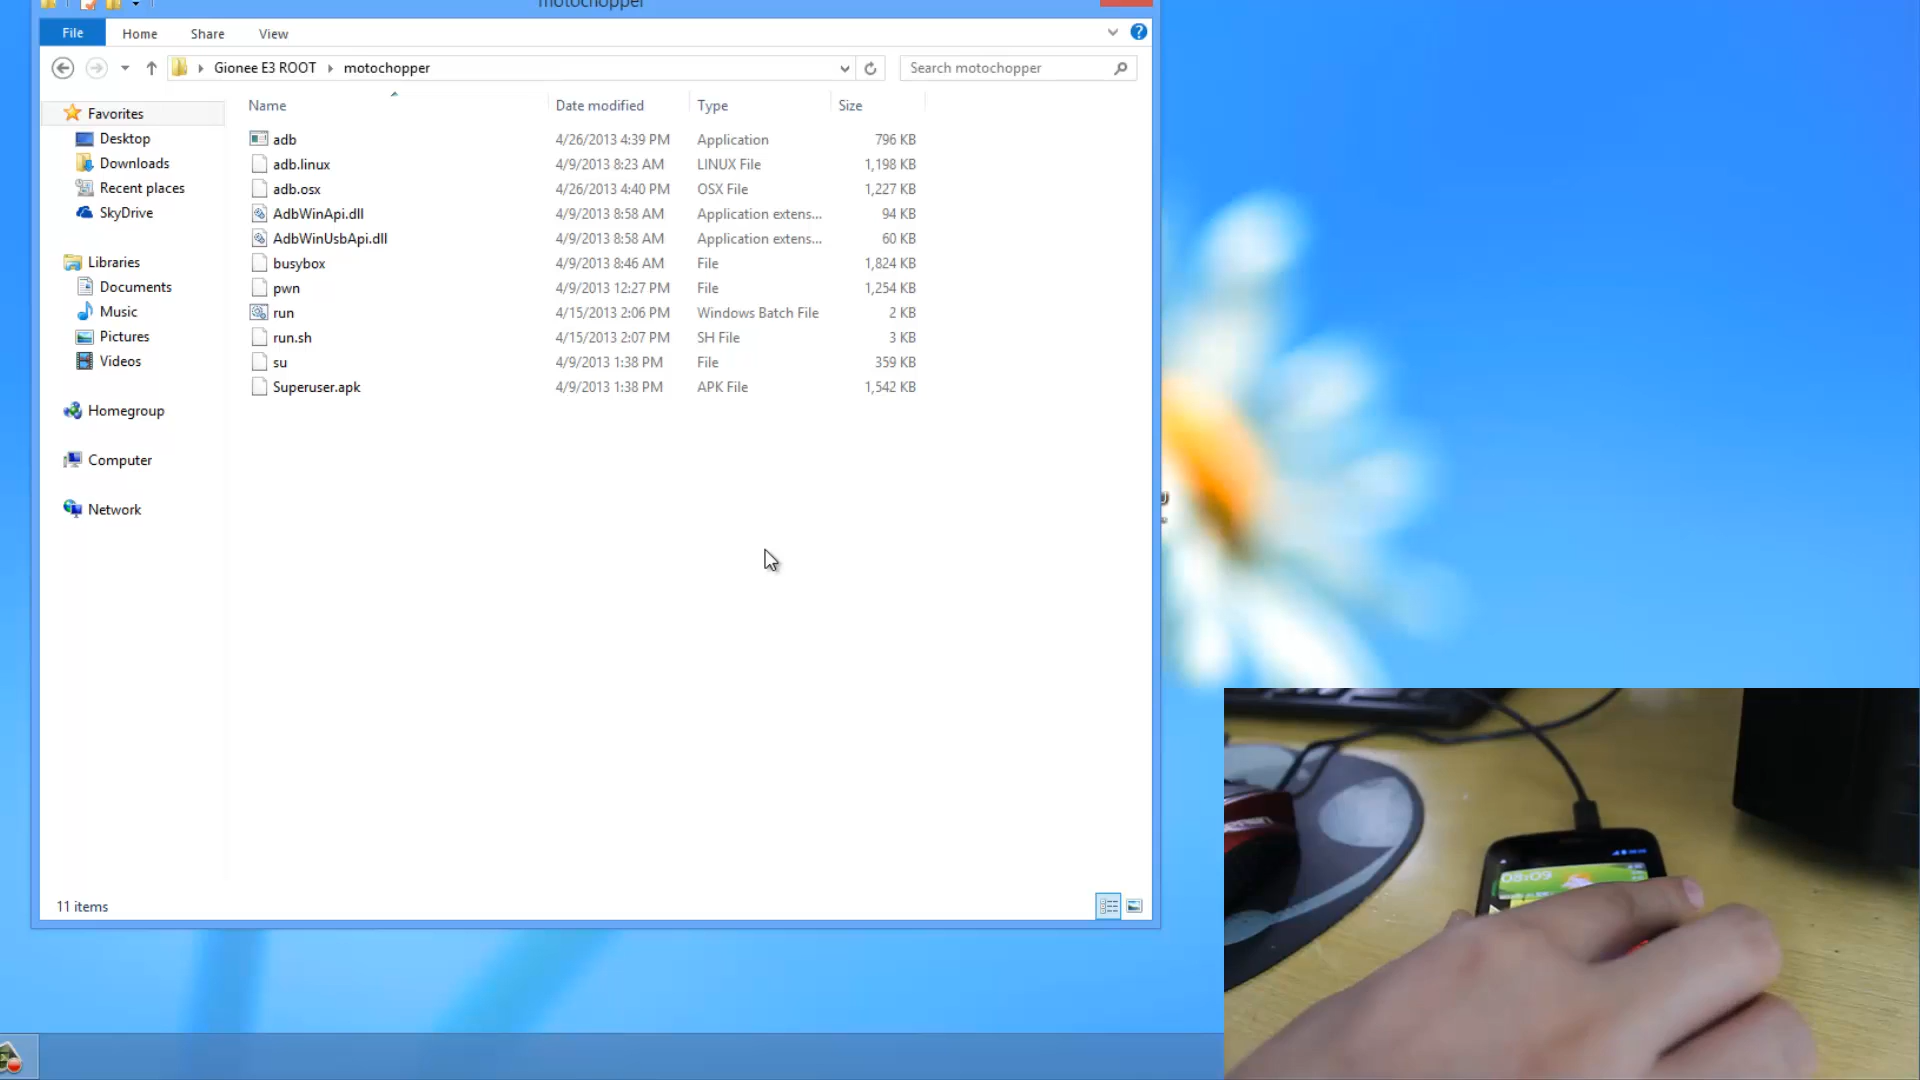 motochopper
File Home Share View
Gionee E3 ROOT motochopper Search motochopper
Name Date modified Type Size
Favorites
Desktop
Downloads
Recent places
SkyDrive
Libraries
Documents
Music
Pictures
Videos
Homegroup
Computer
Network
adb 4/26/2013 4:39 PM Application 796 KB
adb.linux 4/9/2013 8:23 AM LINUX File 1,198 KB
adb.osx 4/26/2013 4:40 PM OSX File 1,227 KB
AdbWinApi.dll 4/9/2013 8:58 AM Application extens... 94 KB
AdbWinUsbApi.dll 4/9/2013 8:58 AM Application extens... 60 KB
busybox 4/9/2013 8:46 AM File 1,824 KB
pwn 4/9/2013 12:27 PM File 1,254 KB
run 4/15/2013 2:06 PM Windows Batch File 2 KB
run.sh 4/15/2013 2:07 PM SH File 3 KB
su 4/9/2013 1:38 PM File 359 KB
Superuser.apk 4/9/2013 1:38 PM APK File 1,542 KB
11 items
08:09